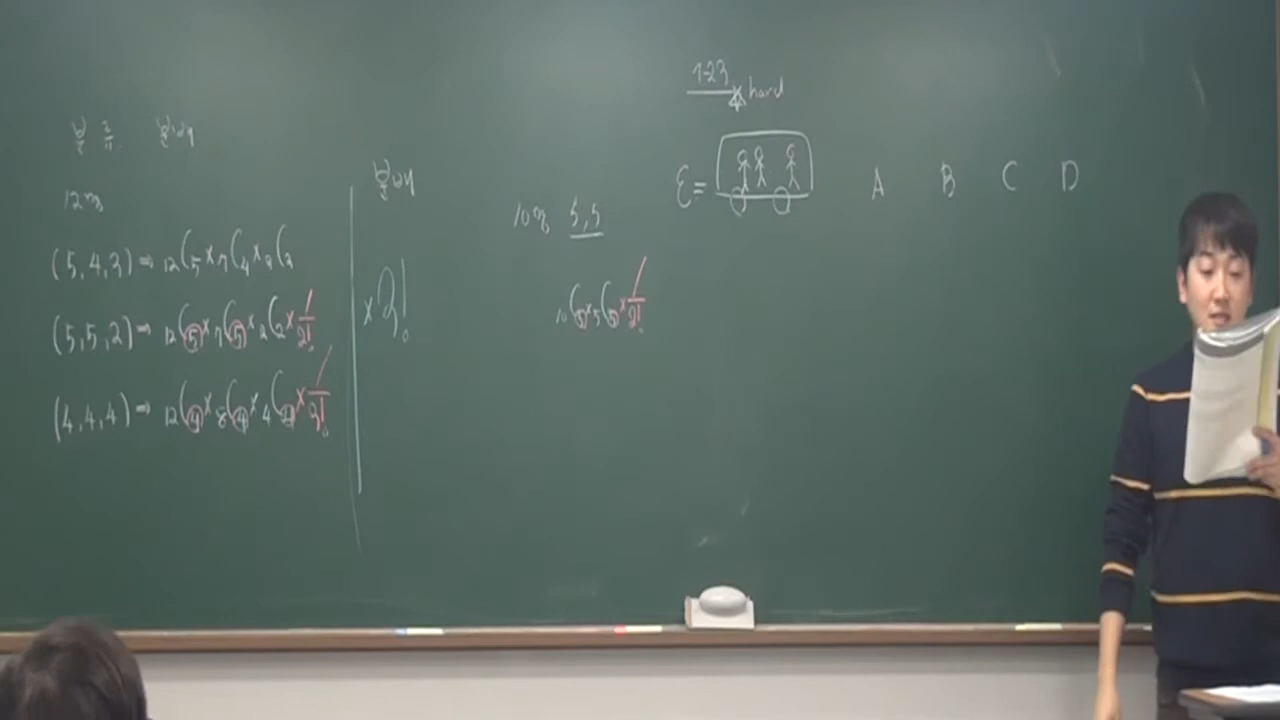 분할 분배
12명
(5,4,3) ⇒ 12C5 × 7C4 × 3C3
(5,5,2) ⇒ 12C5 × 7C5 × 2C2 × 1/2!
(4,4,4) ⇒ 12C4 × 8C4 × 4C4 × 1/3!
분배
×3!
10명 5,5
10C5 × 5C5 × 1/2!
1-23
hard
A B C D